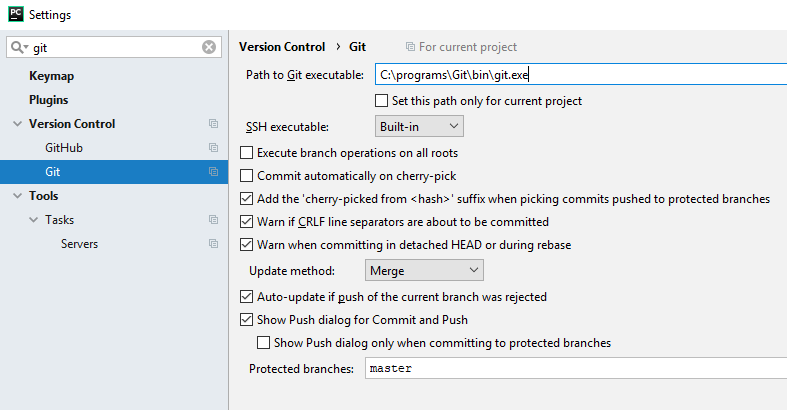 PC Settings
git
Keymap
Plugins
Version Control
GitHub
Git
Tools
Tasks
Servers
Version Control › Git For current project
Path to Git executable: C:\programs\Git\bin\git.exe
Set this path only for current project
SSH executable: Built-in
Execute branch operations on all roots
Commit automatically on cherry-pick
Add the 'cherry-picked from <hash>' suffix when picking commits pushed to protected branches
Warn if CRLF line separators are about to be committed
Warn when committing in detached HEAD or during rebase
Update method: Merge
Auto-update if push of the current branch was rejected
Show Push dialog for Commit and Push
Show Push dialog only when committing to protected branches
Protected branches: master